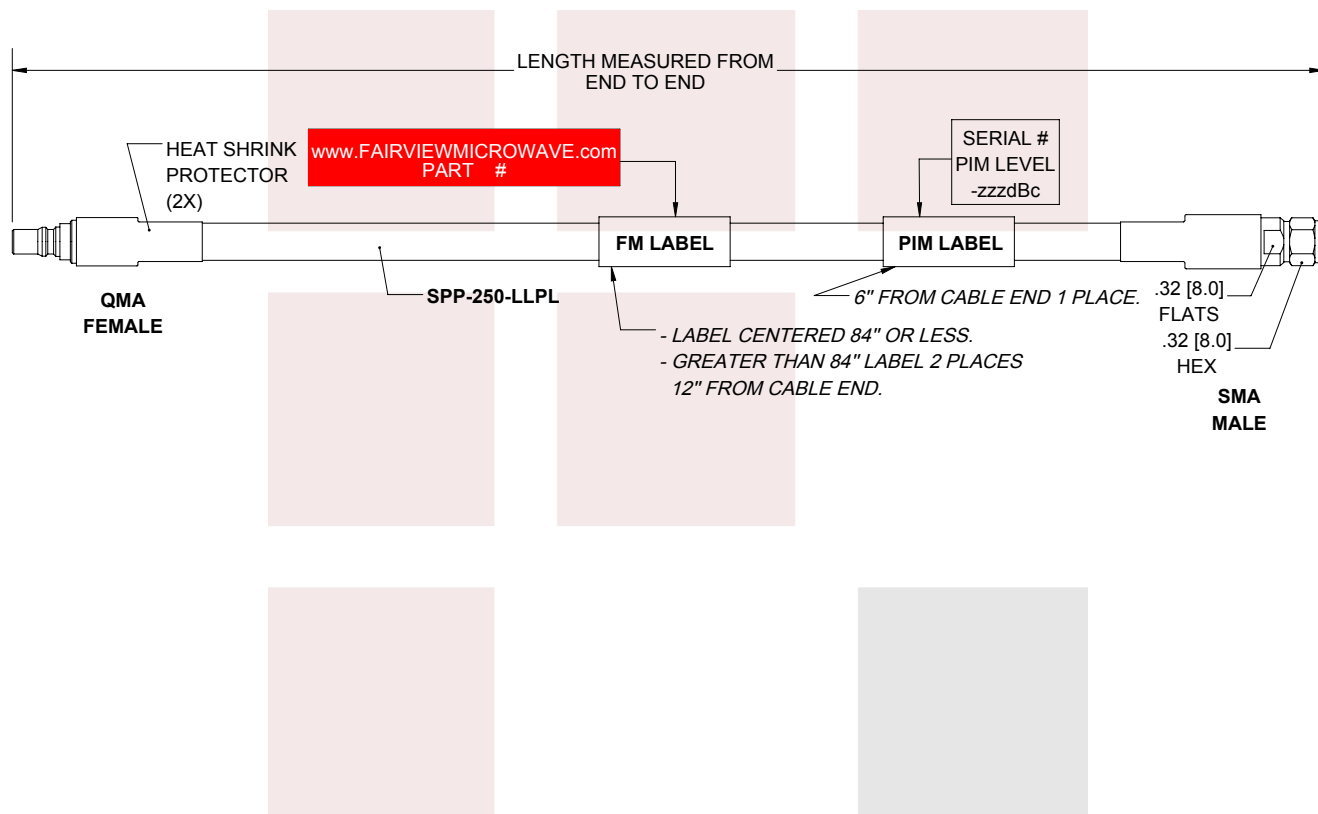 LENGTH MEASURED FROM
END TO END
HEAT SHRINK
PROTECTOR
(2X)
www.FAIRVIEWMICROWAVE.com
PART #
SERIAL #
PIM LEVEL
-zzzdBc
FM LABEL
PIM LABEL
QMA
FEMALE
SPP-250-LLPL
6" FROM CABLE END 1 PLACE.
- LABEL CENTERED 84" OR LESS.
- GREATER THAN 84" LABEL 2 PLACES
12" FROM CABLE END.
.32 [8.0]
FLATS
.32 [8.0]
HEX
SMA
MALE